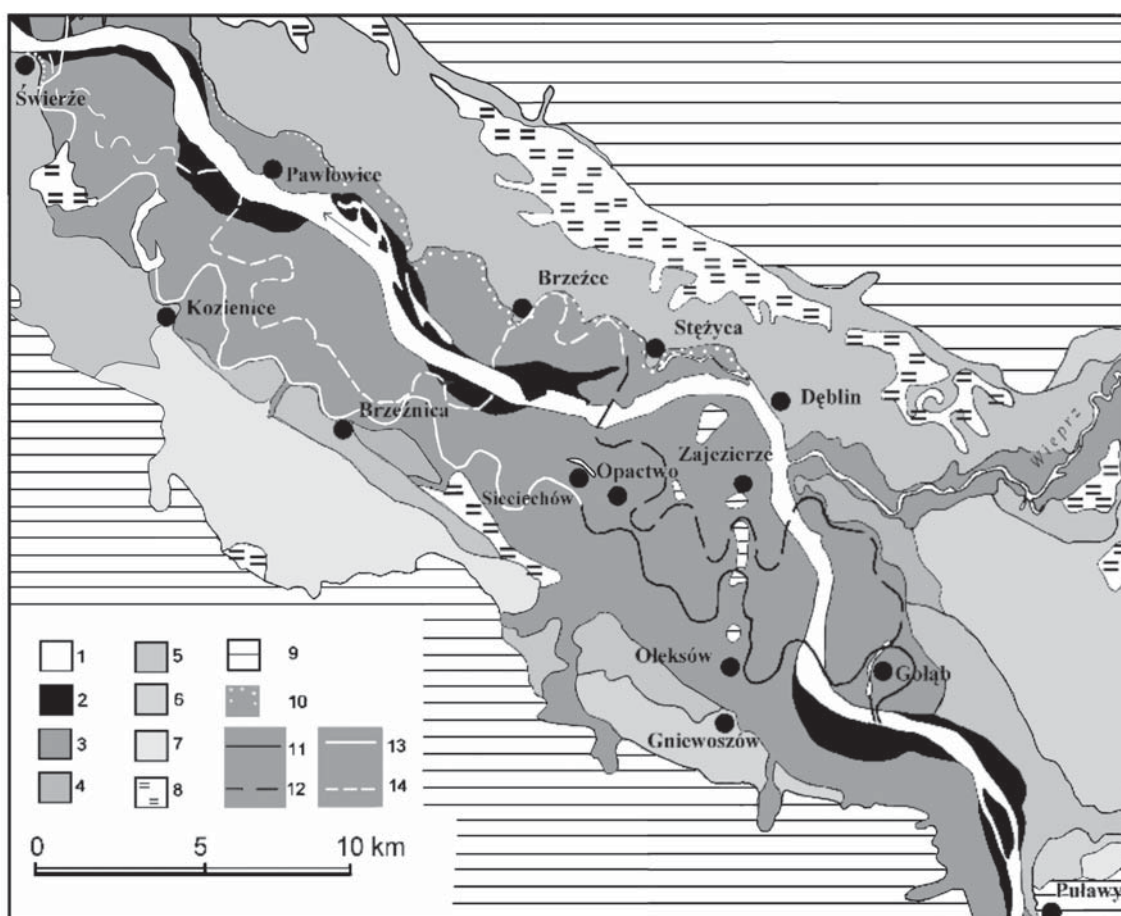 Świerże
Pawłowice
Brzeźce
Kozienice
Stężyca
Dęblin
Wieprz
Brzeźnica
Zajezierze
Opactwo
Sieciechów
Oleksów
Gołąb
Gniewoszów
Puławy
1
2
3
4
5
6
7
8
9
10
11
12
13
14
0 5 10 km